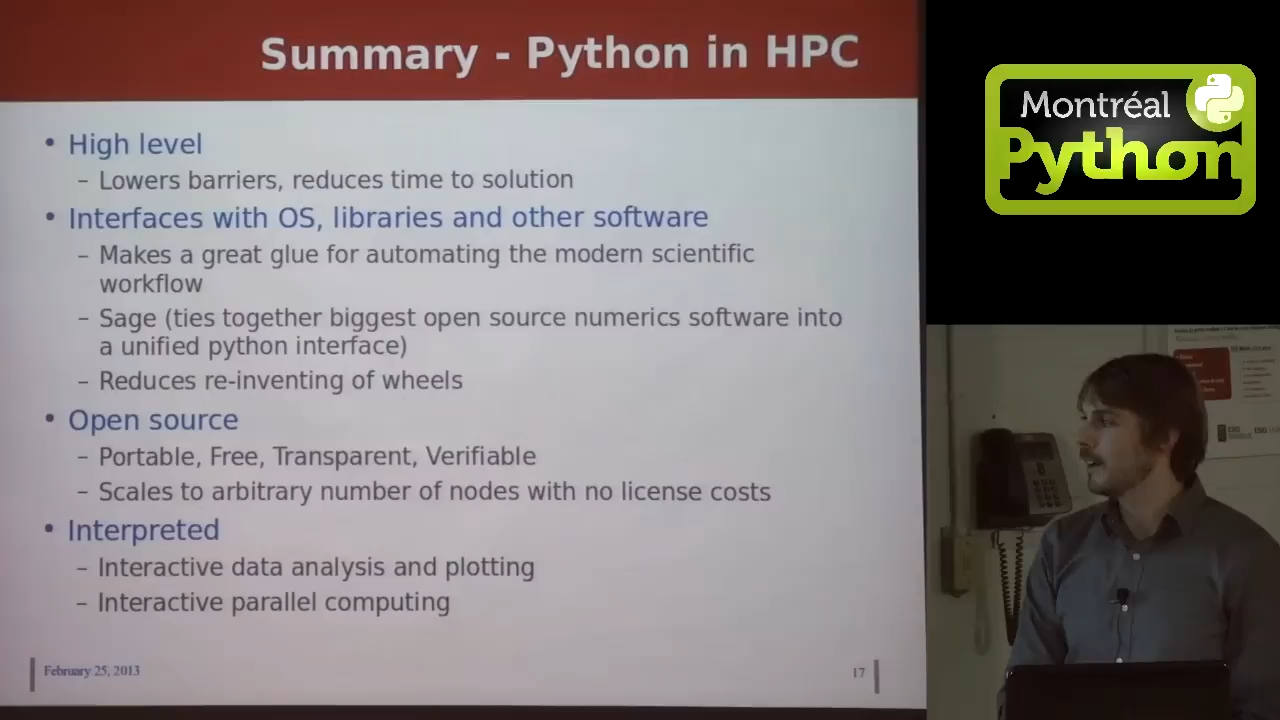 Summary - Python in HPC
• High level
– Lowers barriers, reduces time to solution
• Interfaces with OS, libraries and other software
– Makes a great glue for automating the modern scientific
workflow
– Sage (ties together biggest open source numerics software into
a unified python interface)
– Reduces re-inventing of wheels
• Open source
– Portable, Free, Transparent, Verifiable
– Scales to arbitrary number of nodes with no license costs
• Interpreted
– Interactive data analysis and plotting
– Interactive parallel computing
February 25, 2013
17
Montréal
Python